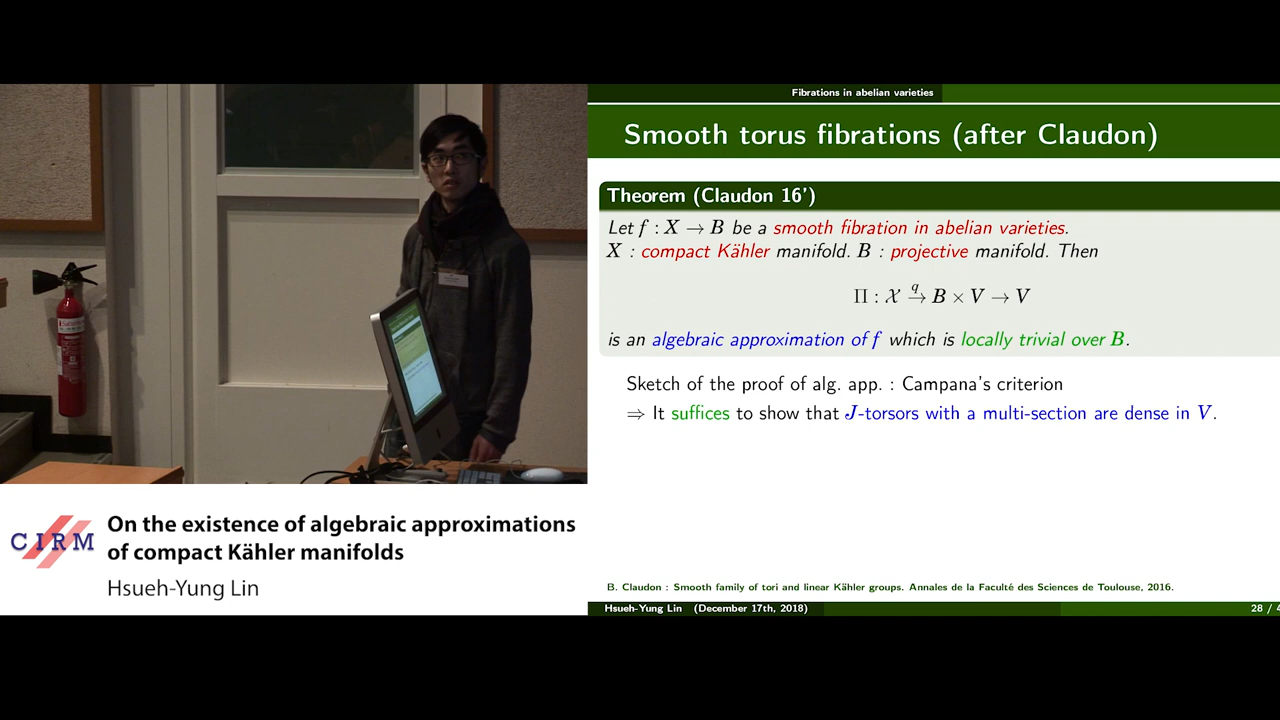 Fibrations in abelian varieties
Smooth torus fibrations (after Claudon)
Theorem (Claudon 16')
Let f : X → B be a smooth fibration in abelian varieties.
X : compact Kähler manifold. B : projective manifold. Then
Π : 𝒳 →^q B × V → V
is an algebraic approximation of f which is locally trivial over B.
Sketch of the proof of alg. app. : Campana's criterion
⇒ It suffices to show that J-torsors with a multi-section are dense in V.
B. Claudon : Smooth family of tori and linear Kähler groups. Annales de la Faculté des Sciences de Toulouse, 2016.
Hsueh-Yung Lin (December 17th, 2018)
28 / 4
CIRM
On the existence of algebraic approximations
of compact Kähler manifolds
Hsueh-Yung Lin